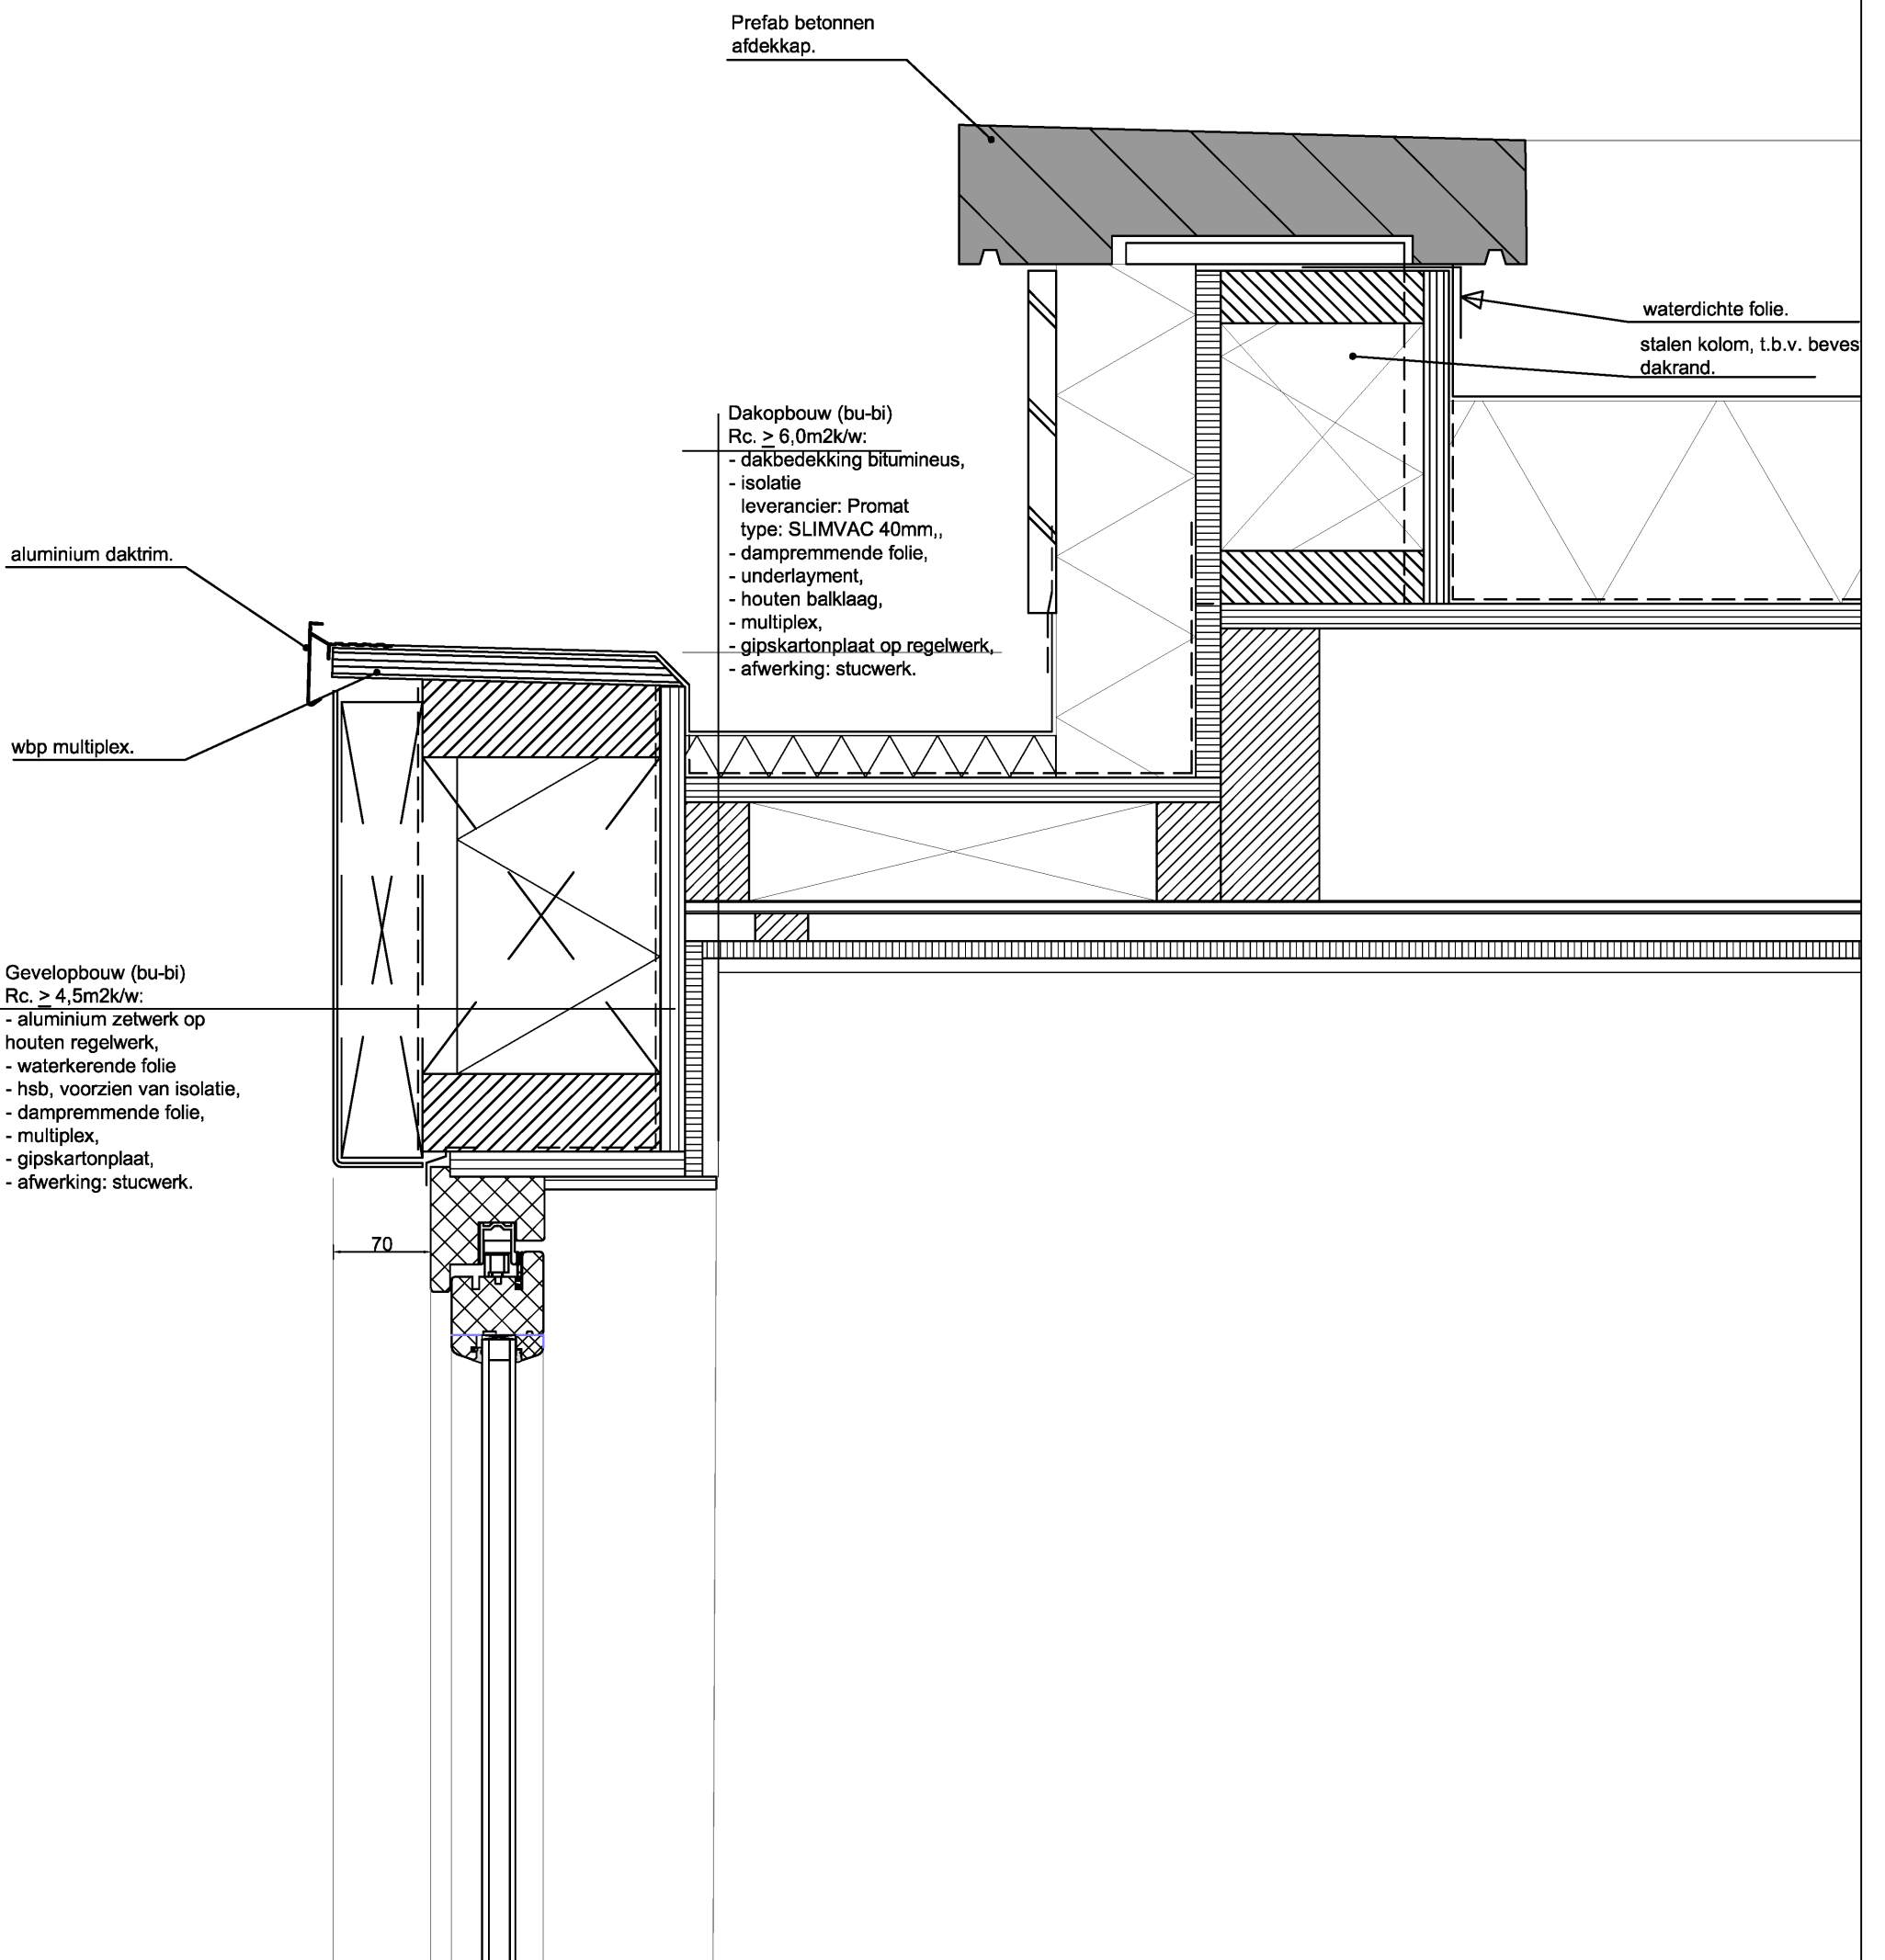 Prefab betonnen
afdekkap.
waterdichte folie.
stalen kolom, t.b.v. beves
dakrand.
Dakopbouw (bu-bi)
Rc. ≥ 6,0m2k/w:
- dakbedekking bitumineus,
- isolatie
leverancier: Promat
type: SLIMVAC 40mm,,
- dampremmende folie,
- underlayment,
- houten balklaag,
- multiplex,
- gipskartonplaat op regelwerk,
- afwerking: stucwerk.
aluminium daktrim.
wbp multiplex.
Gevelopbouw (bu-bi)
Rc. ≥ 4,5m2k/w:
- aluminium zetwerk op
houten regelwerk,
- waterkerende folie
- hsb, voorzien van isolatie,
- dampremmende folie,
- multiplex,
- gipskartonplaat,
- afwerking: stucwerk.
70